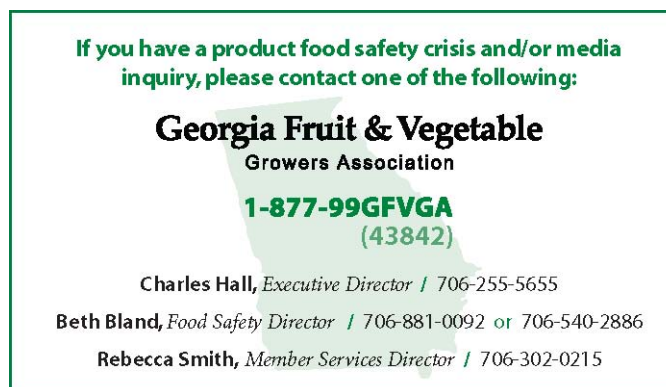 If you have a product food safety crisis and/or media
inquiry, please contact one of the following:
Georgia Fruit & Vegetable
Growers Association
1-877-99GFVGA
(43842)
Charles Hall, Executive Director / 706-255-5655
Beth Bland, Food Safety Director / 706-881-0092 or 706-540-2886
Rebecca Smith, Member Services Director / 706-302-0215